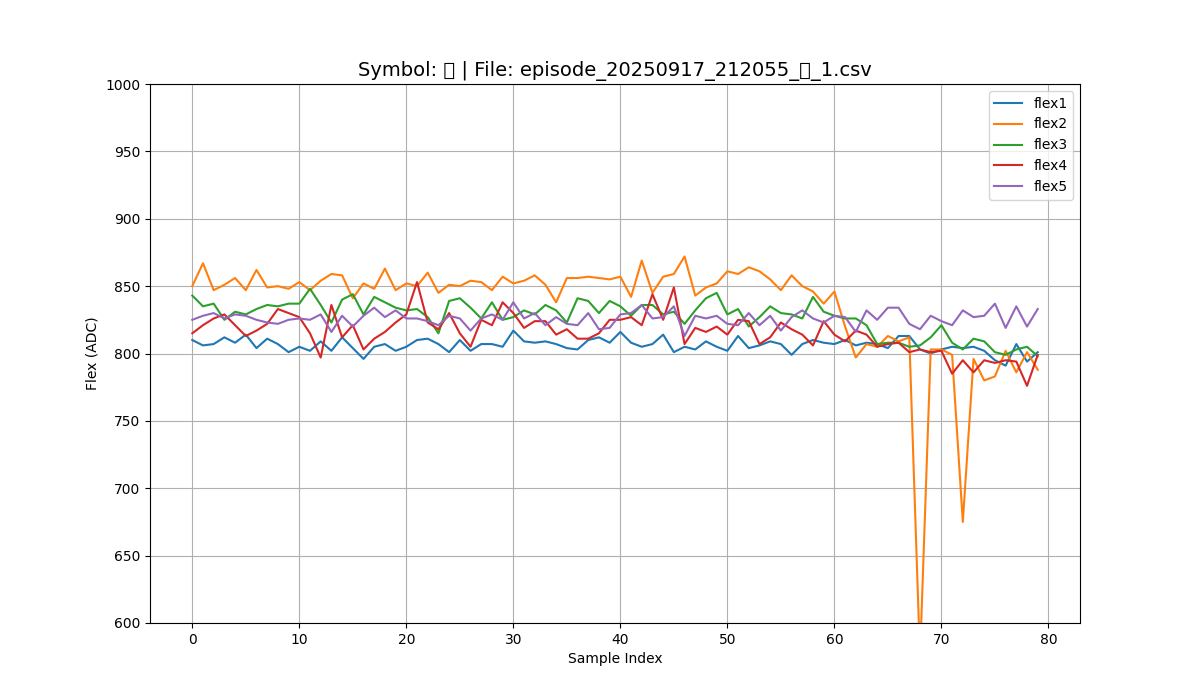 Symbol: ▯ | File: episode_20250917_212055_▯_1.csv
1000
950
900
850
800
750
700
650
600
Flex (ADC)
0 10 20 30 40 50 60 70 80
Sample Index
flex1
flex2
flex3
flex4
flex5